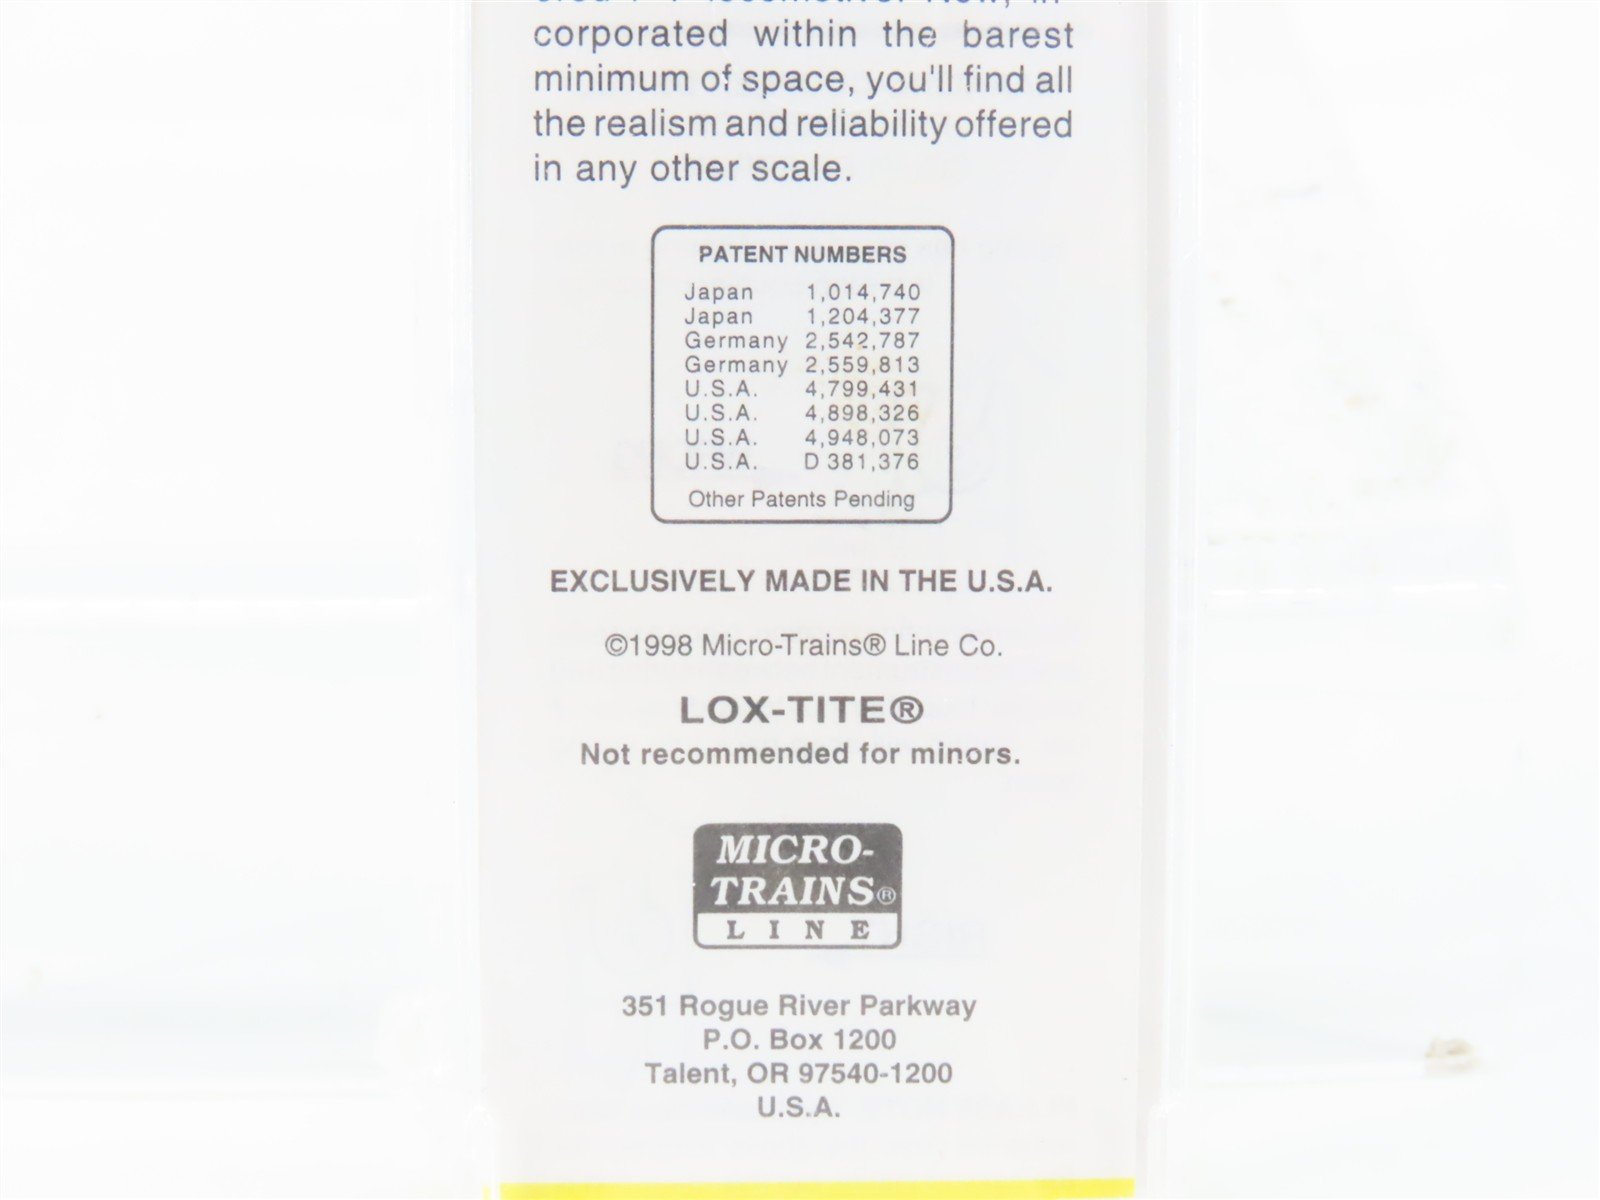 corporated within the barest
minimum of space, you'll find all
the realism and reliability offered
in any other scale.
PATENT NUMBERS
Japan 1,014,740
Japan 1,204,377
Germany 2,542,787
Germany 2,559,813
U.S.A. 4,799,431
U.S.A. 4,898,326
U.S.A. 4,948,073
U.S.A. D 381,376
Other Patents Pending
EXCLUSIVELY MADE IN THE U.S.A.
©1998 Micro-Trains® Line Co.
LOX-TITE®
Not recommended for minors.
MICRO-
TRAINS®
LINE
351 Rogue River Parkway
P.O. Box 1200
Talent, OR 97540-1200
U.S.A.